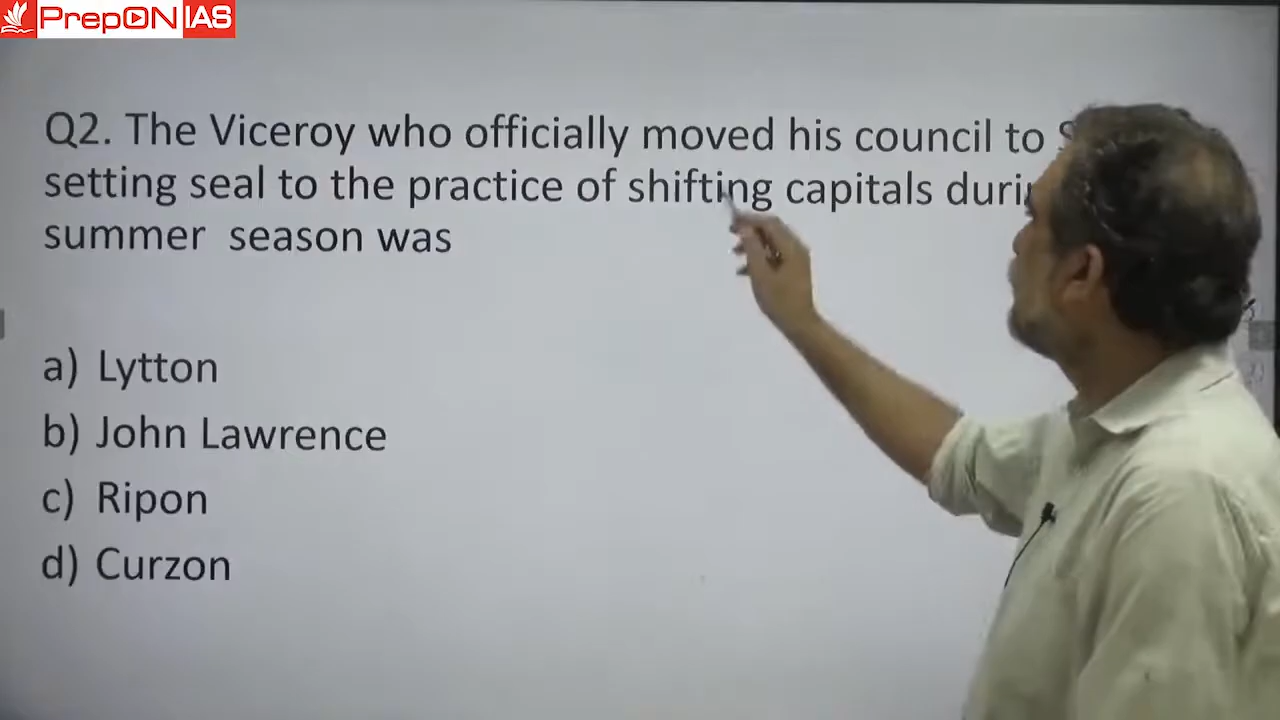 PrepON IAS
Q2. The Viceroy who officially moved his council to
setting seal to the practice of shifting capitals
summer season was
a) Lytton
b) John Lawrence
c) Ripon
d) Curzon